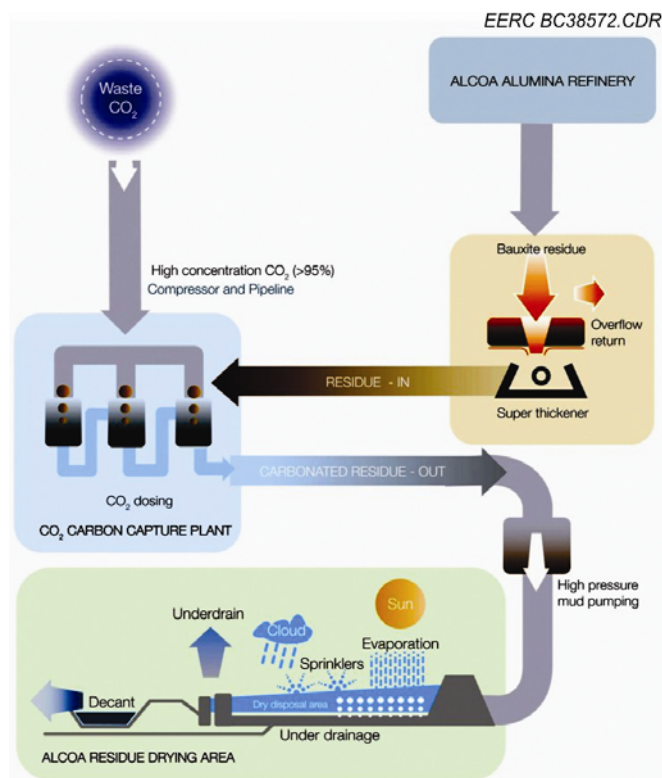 EERC BC38572.CDR
Waste
CO₂
ALCOA ALUMINA REFINERY
High concentration CO₂ (>95%)
Compressor and Pipeline
Bauxite residue
Overflow
return
Super thickener
RESIDUE - IN
CARBONATED RESIDUE - OUT
CO₂ dosing
CO₂ CARBON CAPTURE PLANT
High pressure
mud pumping
Underdrain
Cloud
Sun
Evaporation
Sprinklers
Decant
Dry disposal area
Under drainage
ALCOA RESIDUE DRYING AREA